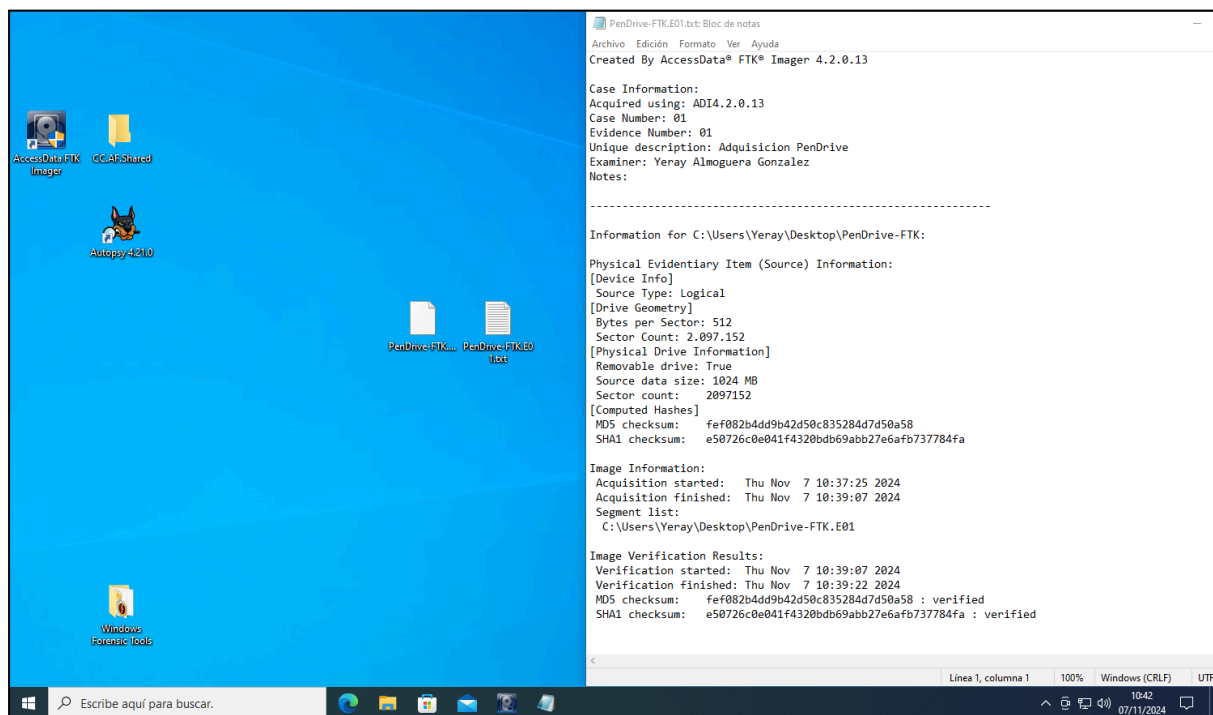 AccessData FTK
Imager
CC.AF.Shared
Autopsy 4.21.0
PenDrive-FTK....
PenDrive-FTK.E0
1.txt
Windows
Forensic Tools
PenDrive-FTK.E01.txt: Bloc de notas
Archivo Edición Formato Ver Ayuda
Created By AccessData® FTK® Imager 4.2.0.13
Case Information:
Acquired using: ADI4.2.0.13
Case Number: 01
Evidence Number: 01
Unique description: Adquisicion PenDrive
Examiner: Yeray Almoguera Gonzalez
Notes:
--------------------------------------------------------------
Information for C:\Users\Yeray\Desktop\PenDrive-FTK:
Physical Evidentiary Item (Source) Information:
[Device Info]
Source Type: Logical
[Drive Geometry]
Bytes per Sector: 512
Sector Count: 2.097.152
[Physical Drive Information]
Removable drive: True
Source data size: 1024 MB
Sector count: 2097152
[Computed Hashes]
MD5 checksum: fef082b4dd9b42d50c835284d7d50a58
SHA1 checksum: e50726c0e041f4320bdb69abb27e6afb737784fa
Image Information:
Acquisition started: Thu Nov 7 10:37:25 2024
Acquisition finished: Thu Nov 7 10:39:07 2024
Segment list:
C:\Users\Yeray\Desktop\PenDrive-FTK.E01
Image Verification Results:
Verification started: Thu Nov 7 10:39:07 2024
Verification finished: Thu Nov 7 10:39:22 2024
MD5 checksum: fef082b4dd9b42d50c835284d7d50a58 : verified
SHA1 checksum: e50726c0e041f4320bdb69abb27e6afb737784fa : verified
Línea 1, columna 1 100% Windows (CRLF) UTF
Escribe aquí para buscar.
10:42
07/11/2024